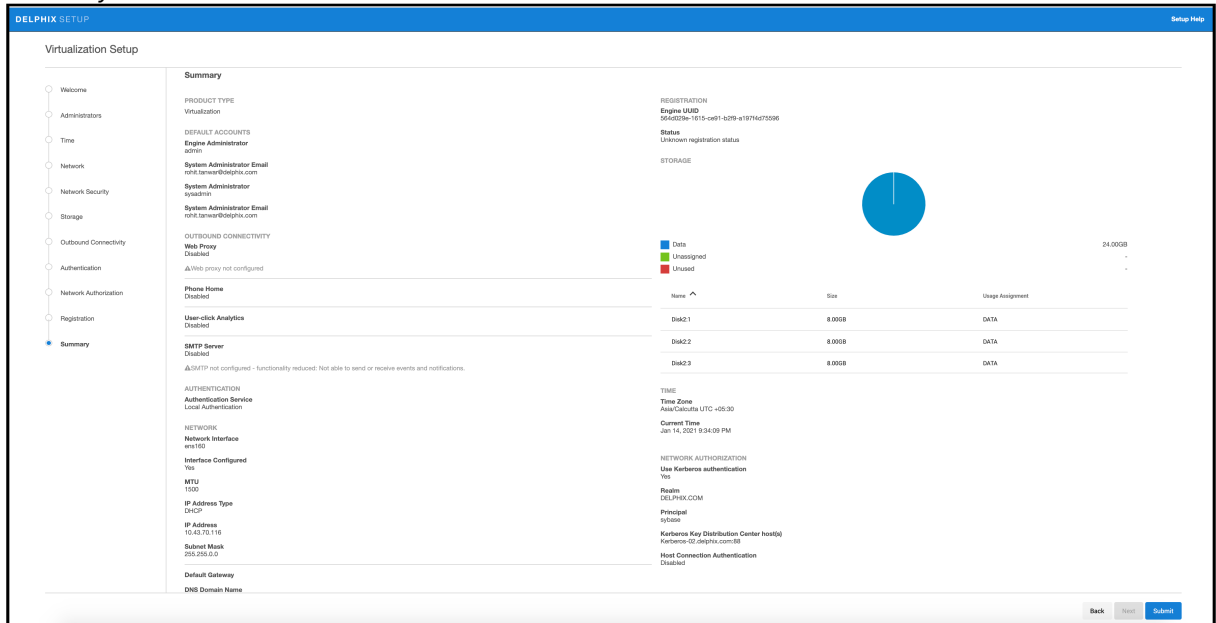 DELPHIX SETUP
Setup Help
Virtualization Setup
Welcome
Administrators
Time
Network
Network Security
Storage
Outbound Connectivity
Authentication
Network Authorization
Registration
Summary
Summary
PRODUCT TYPE
Virtualization
DEFAULT ACCOUNTS
Engine Administrator
admin
System Administrator Email
rohit.tanwar@delphix.com
System Administrator
sysadmin
System Administrator Email
rohit.tanwar@delphix.com
OUTBOUND CONNECTIVITY
Web Proxy
Disabled
Web proxy not configured
Phone Home
Disabled
User-click Analytics
Disabled
SMTP Server
Disabled
SMTP not configured - functionality reduced: Not able to send or receive events and notifications.
AUTHENTICATION
Authentication Service
Local Authentication
NETWORK
Network Interface
ens160
Interface Configured
Yes
MTU
1500
IP Address Type
DHCP
IP Address
10.43.70.116
Subnet Mask
255.255.0.0
Default Gateway
DNS Domain Name
REGISTRATION
Engine UUID
564d029e-1615-ce91-b2f9-a197f4d75596
Status
Unknown registration status
STORAGE
Data 24.00GB
Unassigned -
Unused -
Name Size Usage Assignment
Disk2:1 8.00GB DATA
Disk2:2 8.00GB DATA
Disk2:3 8.00GB DATA
TIME
Time Zone
Asia/Calcutta UTC +05:30
Current Time
Jan 14, 2021 9:34:09 PM
NETWORK AUTHORIZATION
Use Kerberos authentication
Yes
Realm
DELPHIX.COM
Principal
sybase
Kerberos Key Distribution Center host(s)
Kerberos-02.delphix.com:88
Host Connection Authentication
Disabled
Back Next Submit